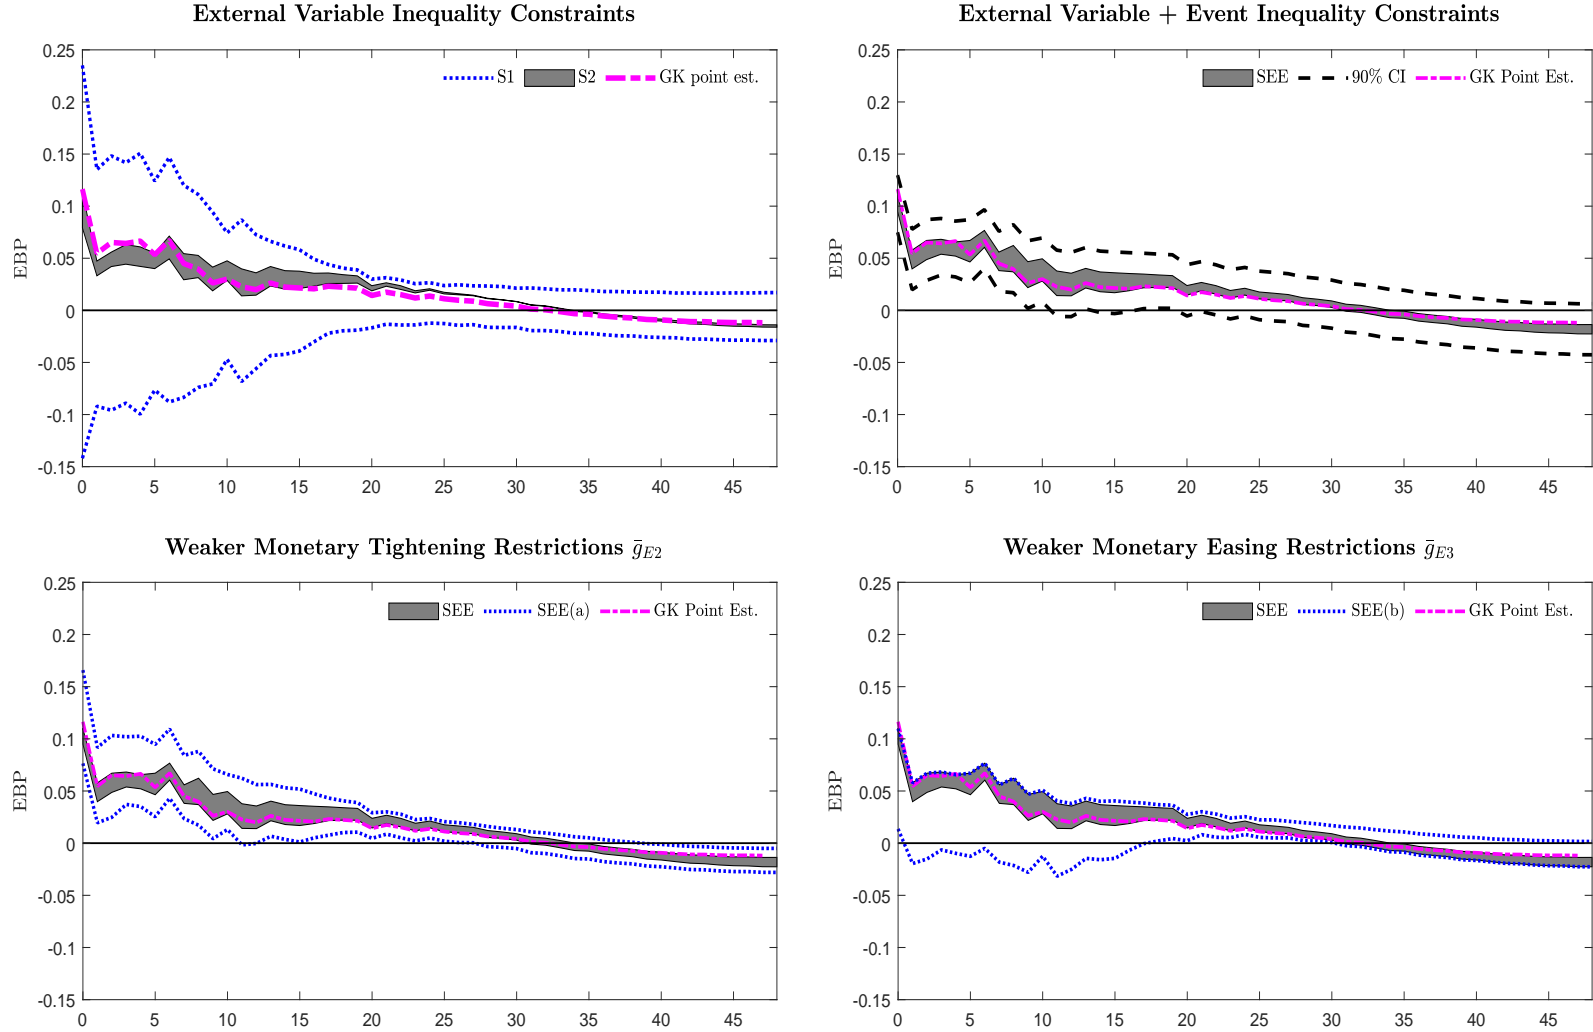 External Variable Inequality Constraints
S1 S2 GK point est.
EBP
0.25
0.2
0.15
0.1
0.05
0
-0.05
-0.1
-0.15
0 5 10 15 20 25 30 35 40 45
External Variable + Event Inequality Constraints
SEE 90% CI GK Point Est.
EBP
0.25
0.2
0.15
0.1
0.05
0
-0.05
-0.1
-0.15
0 5 10 15 20 25 30 35 40 45
Weaker Monetary Tightening Restrictions ḡE2
SEE SEE(a) GK Point Est.
EBP
0.25
0.2
0.15
0.1
0.05
0
-0.05
-0.1
-0.15
0 5 10 15 20 25 30 35 40 45
Weaker Monetary Easing Restrictions ḡE3
SEE SEE(b) GK Point Est.
EBP
0.25
0.2
0.15
0.1
0.05
0
-0.05
-0.1
-0.15
0 5 10 15 20 25 30 35 40 45